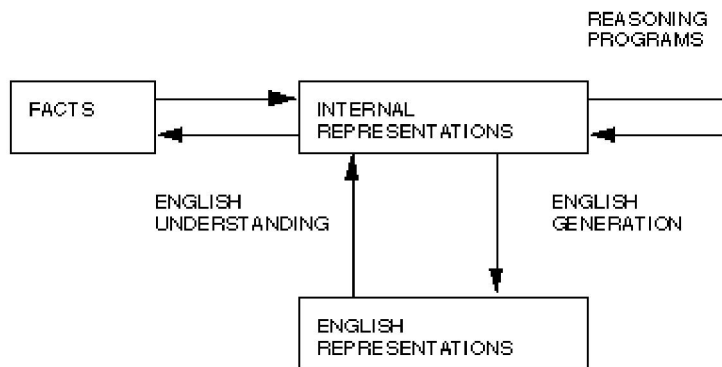 REASONING
PROGRAMS
FACTS
INTERNAL
REPRESENTATIONS
ENGLISH
UNDERSTANDING
ENGLISH
GENERATION
ENGLISH
REPRESENTATIONS